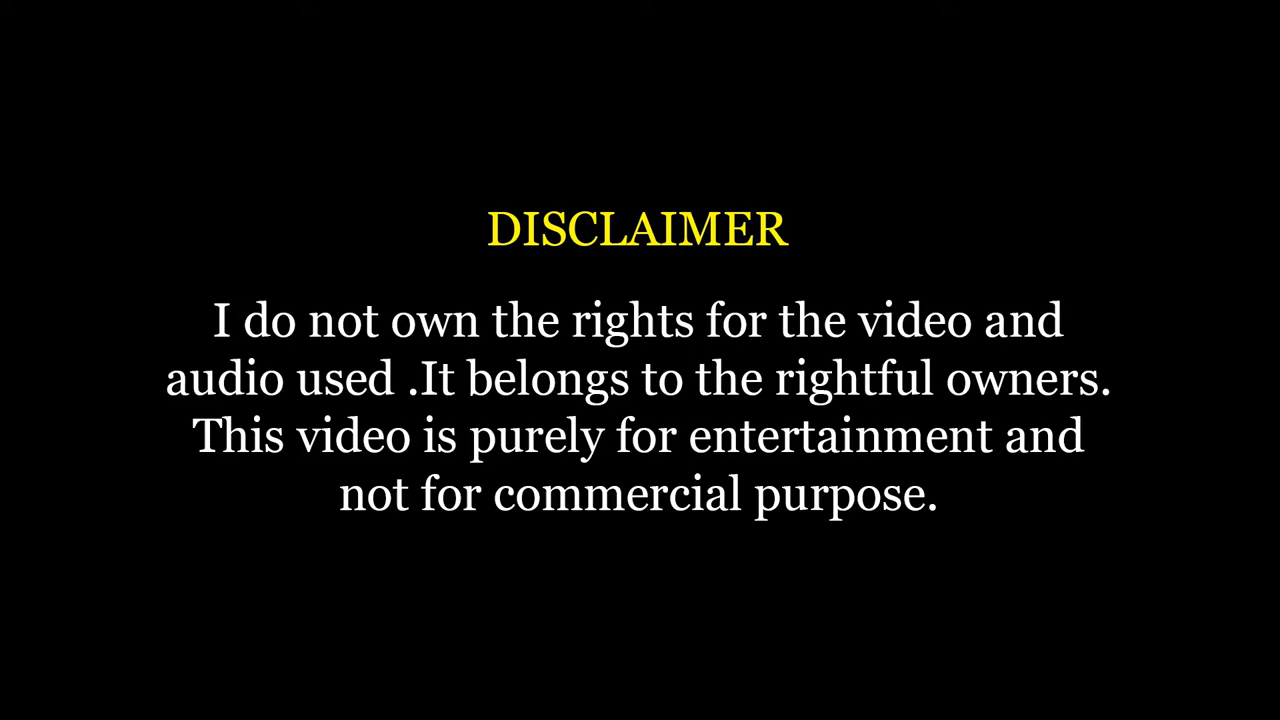 DISCLAIMER
I do not own the rights for the video and
audio used .It belongs to the rightful owners.
This video is purely for entertainment and
not for commercial purpose.